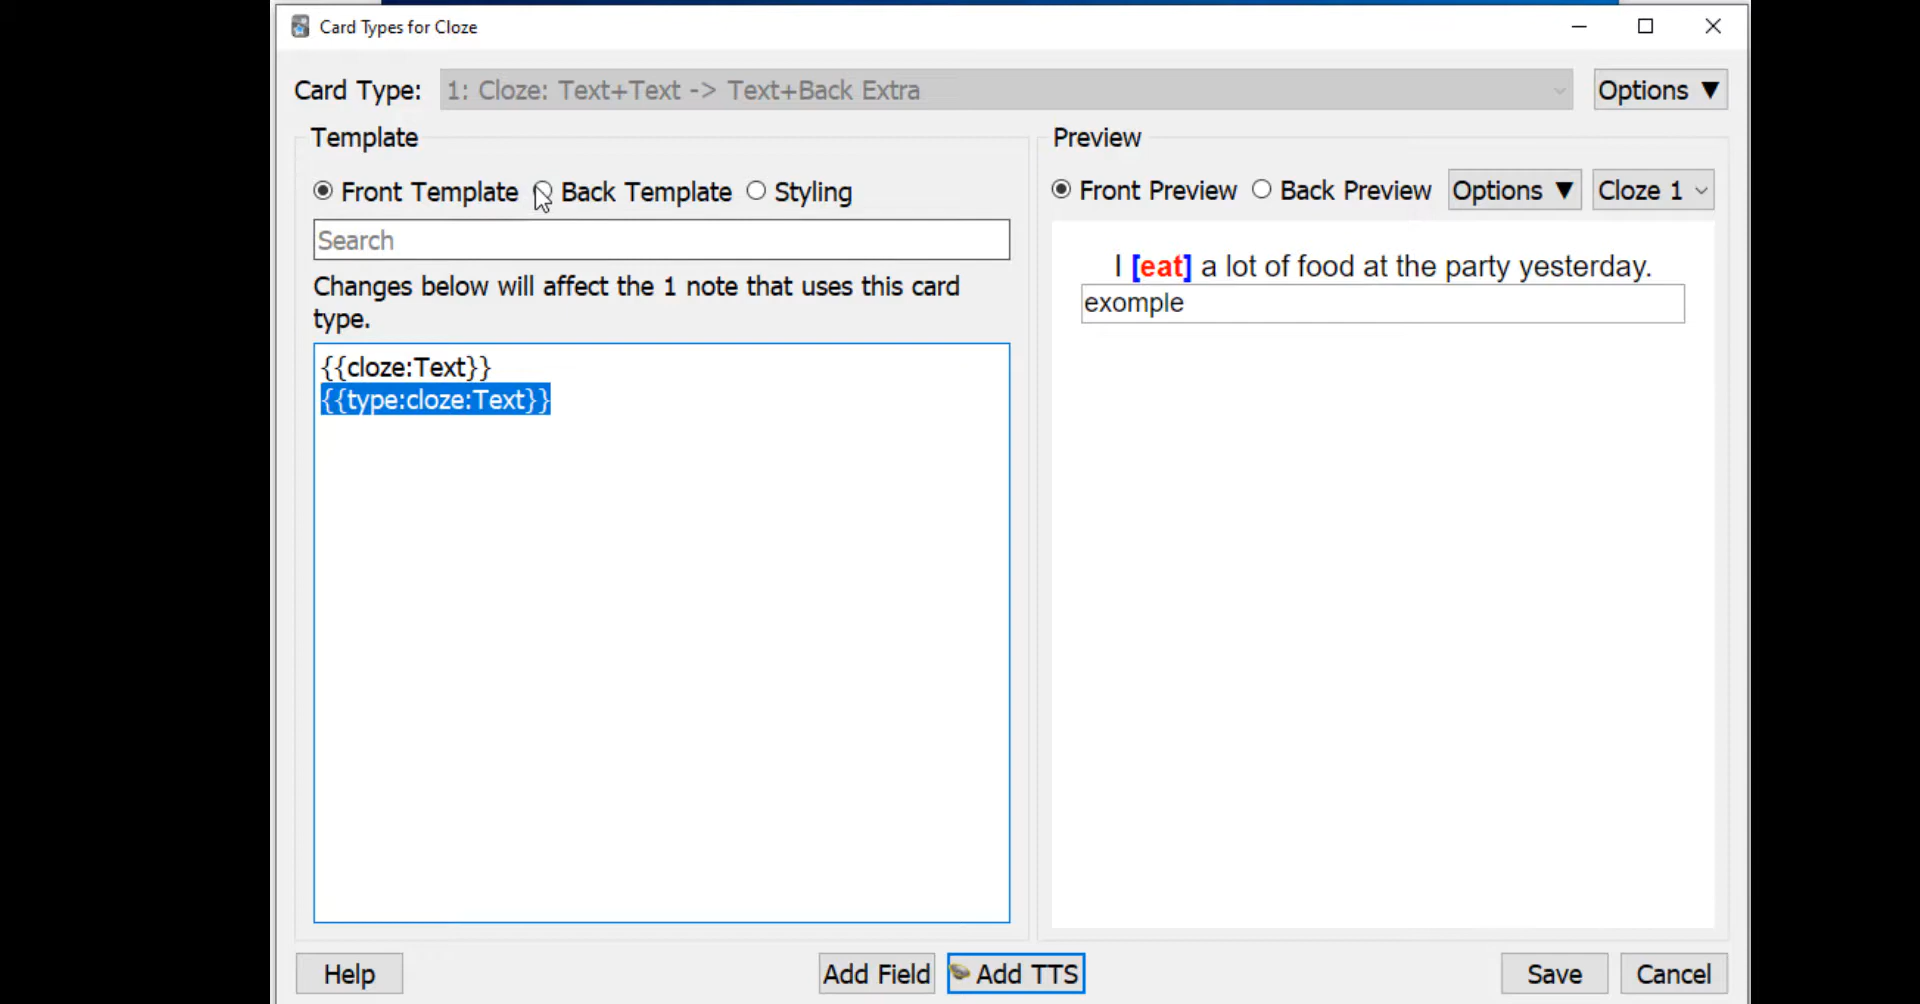 Card Types for Cloze
Card Type: 1: Cloze: Text+Text -> Text+Back Extra Options ▼
Template
Front Template Back Template Styling
Search
Changes below will affect the 1 note that uses this card
type.
{{cloze:Text}}
{{type:cloze:Text}}
Preview
Front Preview Back Preview Options ▼ Cloze 1
I [eat] a lot of food at the party yesterday.
exomple
Help Add Field Add TTS Save Cancel